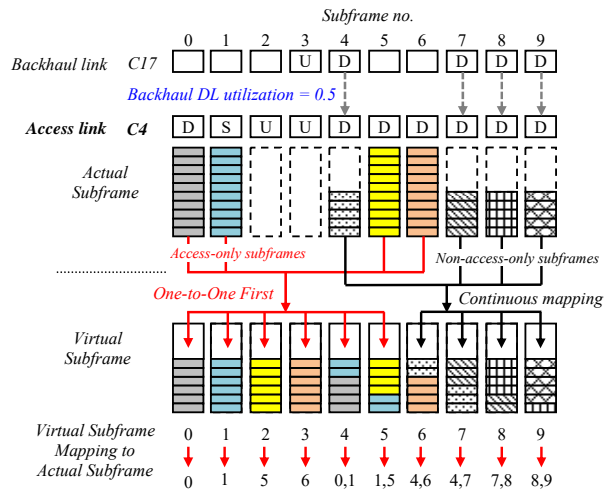 Subframe no.
0 1 2 3 4 5 6 7 8 9
Backhaul link C17 U D D D D
Backhaul DL utilization = 0.5
Access link C4 D S U U D D D D D D
Actual
Subframe
Access-only subframes
Non-access-only subframes
One-to-One First
Continuous mapping
Virtual
Subframe
Virtual Subframe
Mapping to
Actual Subframe
0 1 2 3 4 5 6 7 8 9
0 1 5 6 0,1 1,5 4,6 4,7 7,8 8,9